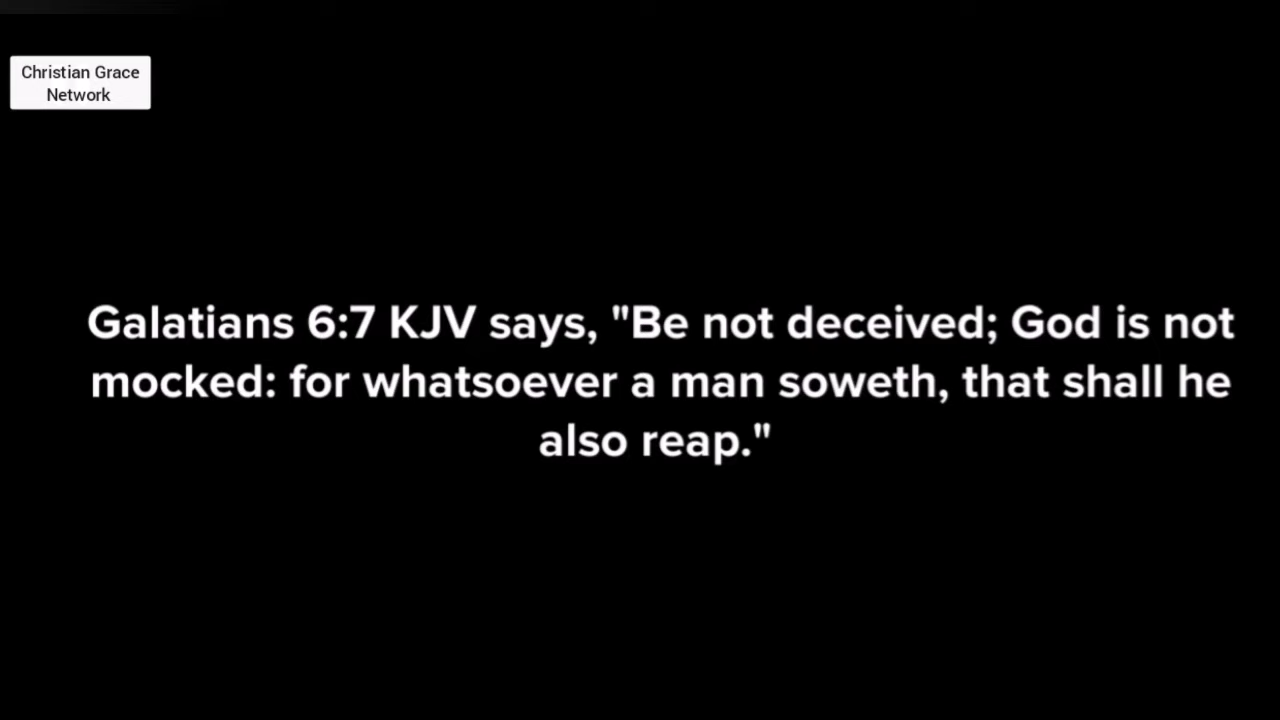 Christian Grace
Network
Galatians 6:7 KJV says, "Be not deceived; God is not
mocked: for whatsoever a man soweth, that shall he
also reap."